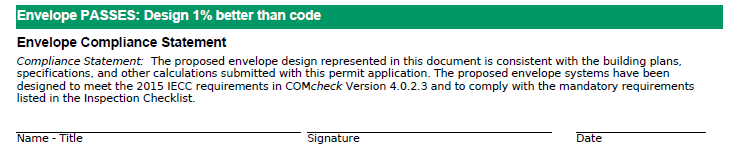 Envelope PASSES: Design 1% better than code
Envelope Compliance Statement
Compliance Statement:  The proposed envelope design represented in this document is consistent with the building plans,
specifications, and other calculations submitted with this permit application. The proposed envelope systems have been
designed to meet the 2015 IECC requirements in COMcheck Version 4.0.2.3 and to comply with the mandatory requirements
listed in the Inspection Checklist.
Name - Title Signature Date